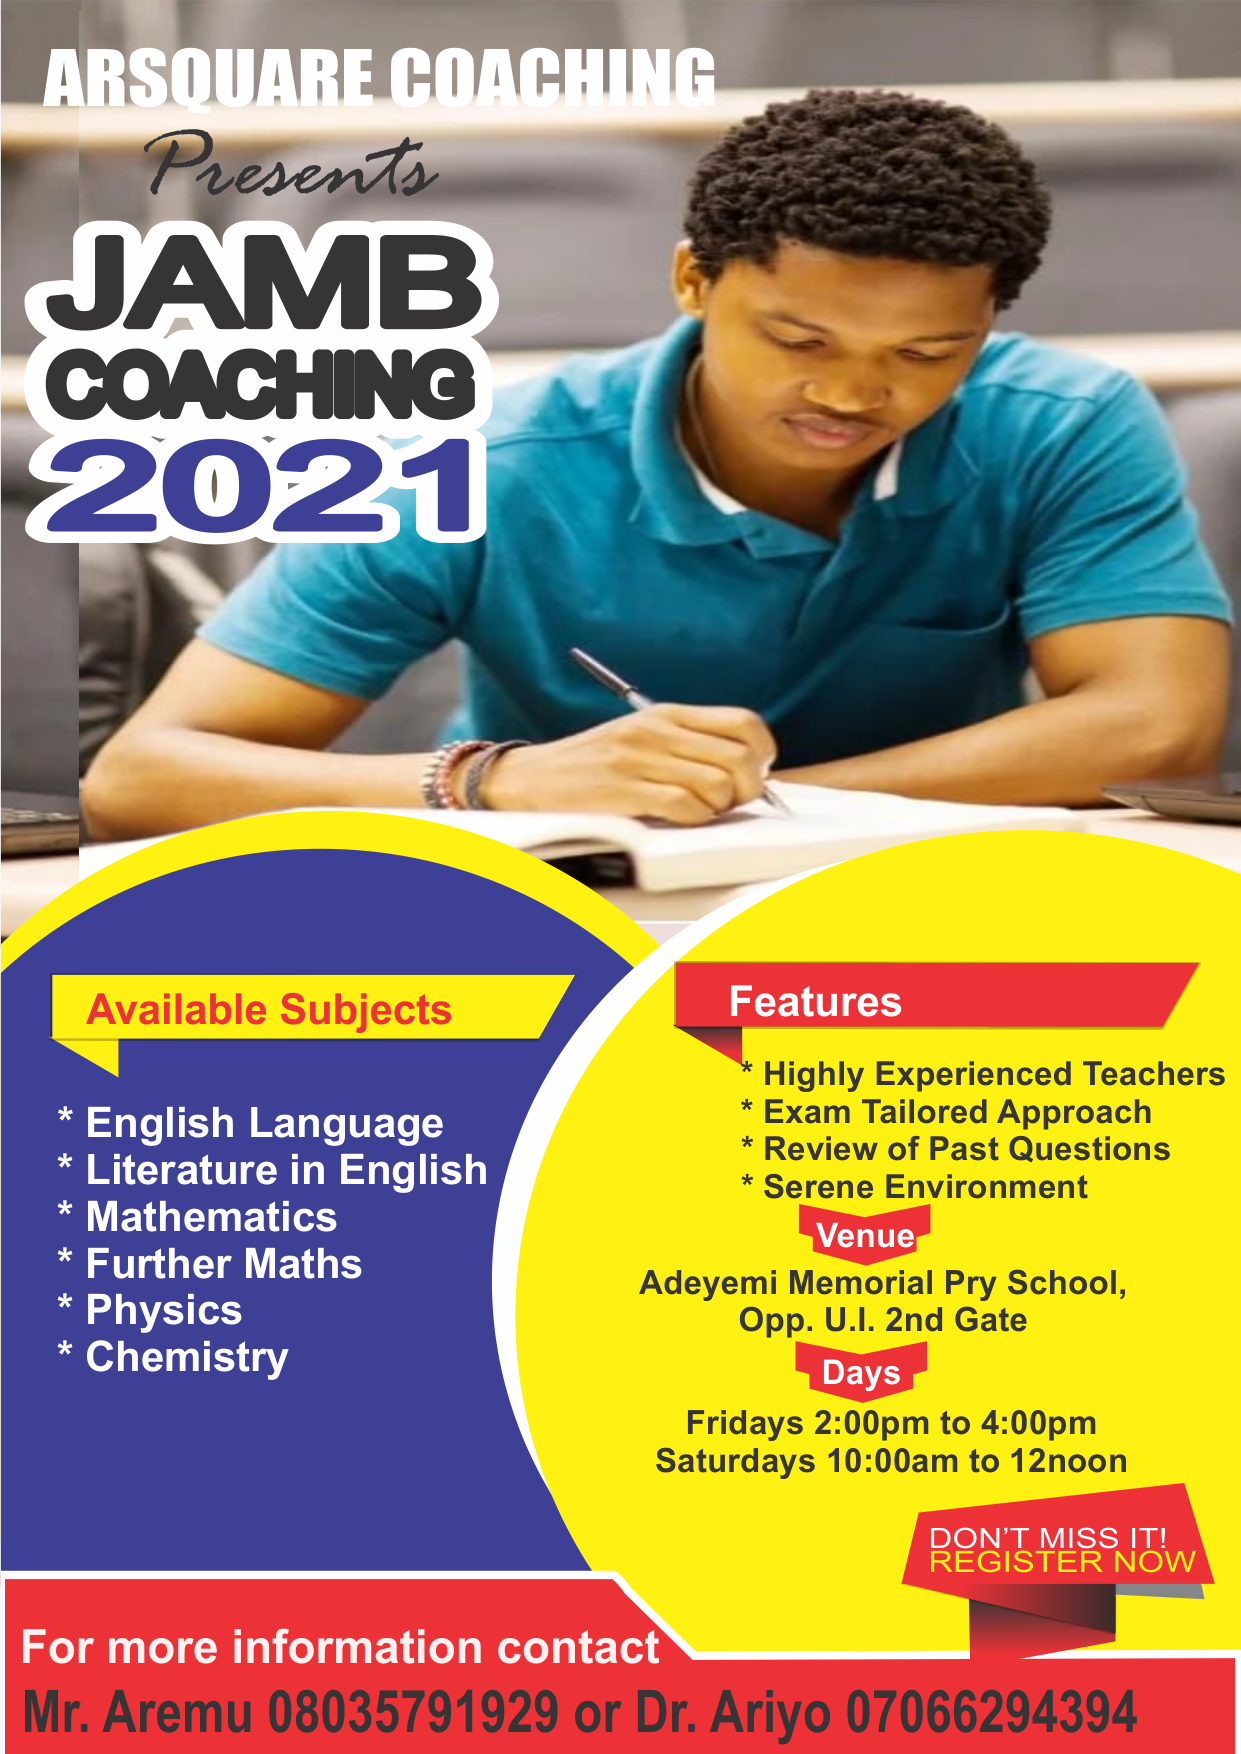 ARSQUARE COACHING
Presents
JAMB
COACHING
2021
Available Subjects
* English Language
* Literature in English
* Mathematics
* Further Maths
* Physics
* Chemistry
Features
* Highly Experienced Teachers
* Exam Tailored Approach
* Review of Past Questions
* Serene Environment
Venue
Adeyemi Memorial Pry School,
Opp. U.I. 2nd Gate
Days
Fridays 2:00pm to 4:00pm
Saturdays 10:00am to 12noon
DON'T MISS IT!
REGISTER NOW
For more information contact
Mr. Aremu 08035791929 or Dr. Ariyo 07066294394